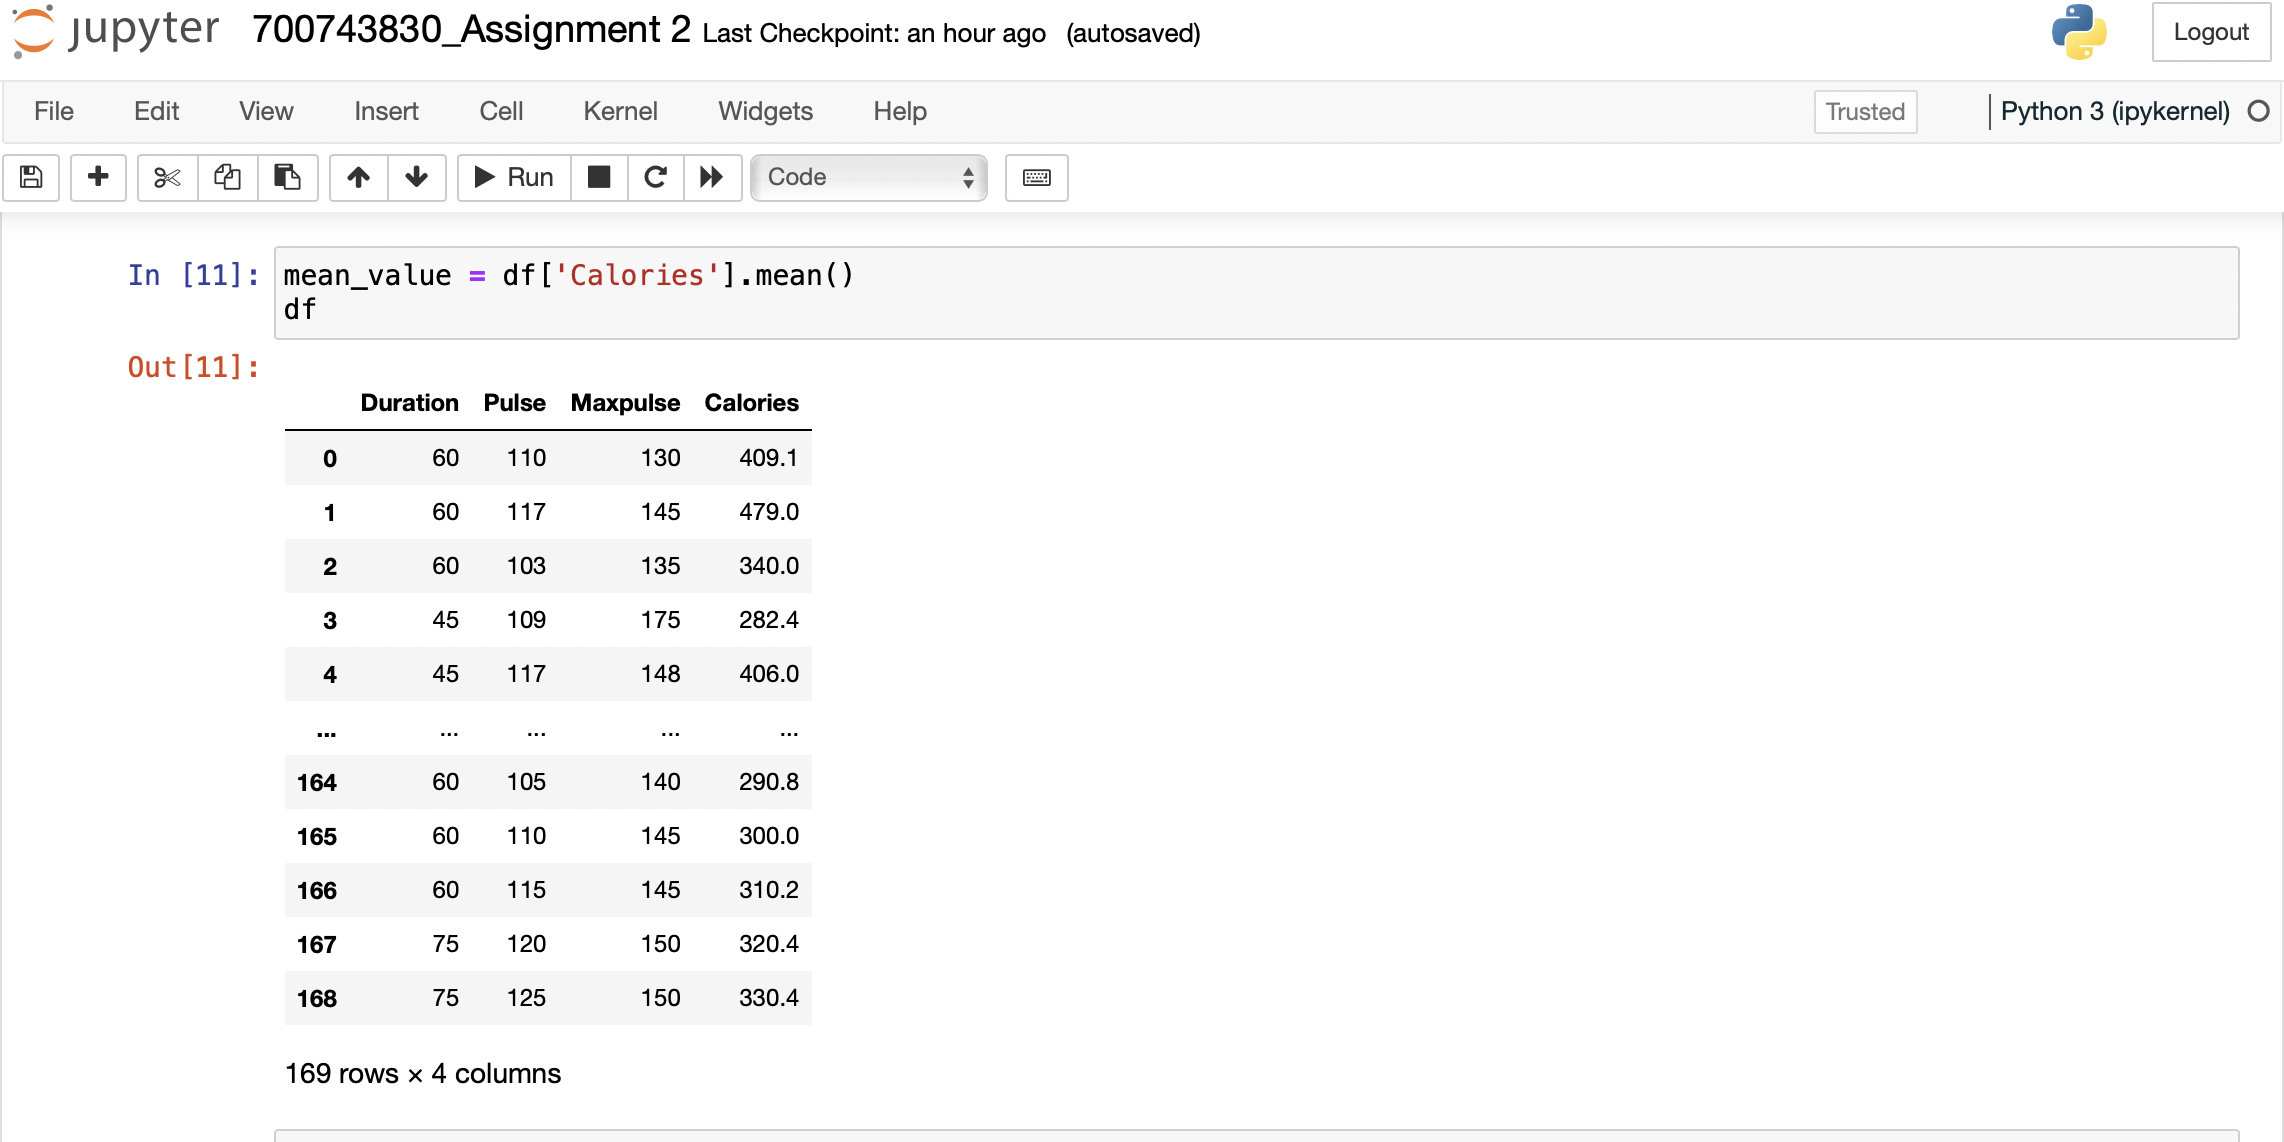 jupyter 700743830_Assignment 2 Last Checkpoint: an hour ago (autosaved) Logout
File Edit View Insert Cell Kernel Widgets Help Trusted Python 3 (ipykernel)
Run Code
In [11]: mean_value = df['Calories'].mean()
df
Out[11]:
Duration Pulse Maxpulse Calories
0 60 110 130 409.1
1 60 117 145 479.0
2 60 103 135 340.0
3 45 109 175 282.4
4 45 117 148 406.0
... ... ... ... ...
164 60 105 140 290.8
165 60 110 145 300.0
166 60 115 145 310.2
167 75 120 150 320.4
168 75 125 150 330.4
169 rows × 4 columns